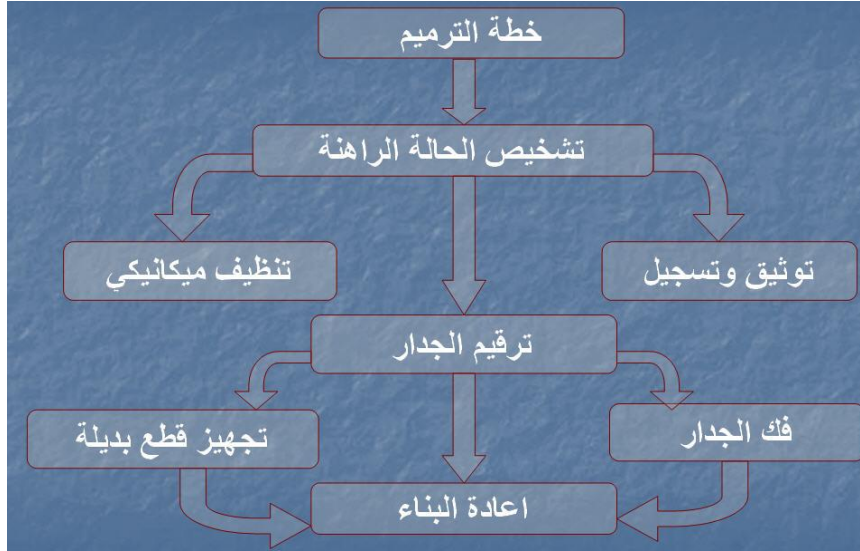 خطة الترميم
تشخيص الحالة الراهنة
توثيق وتسجيل
تنظيف ميكانيكي
ترقيم الجدار
فك الجدار
تجهيز قطع بديلة
اعادة البناء